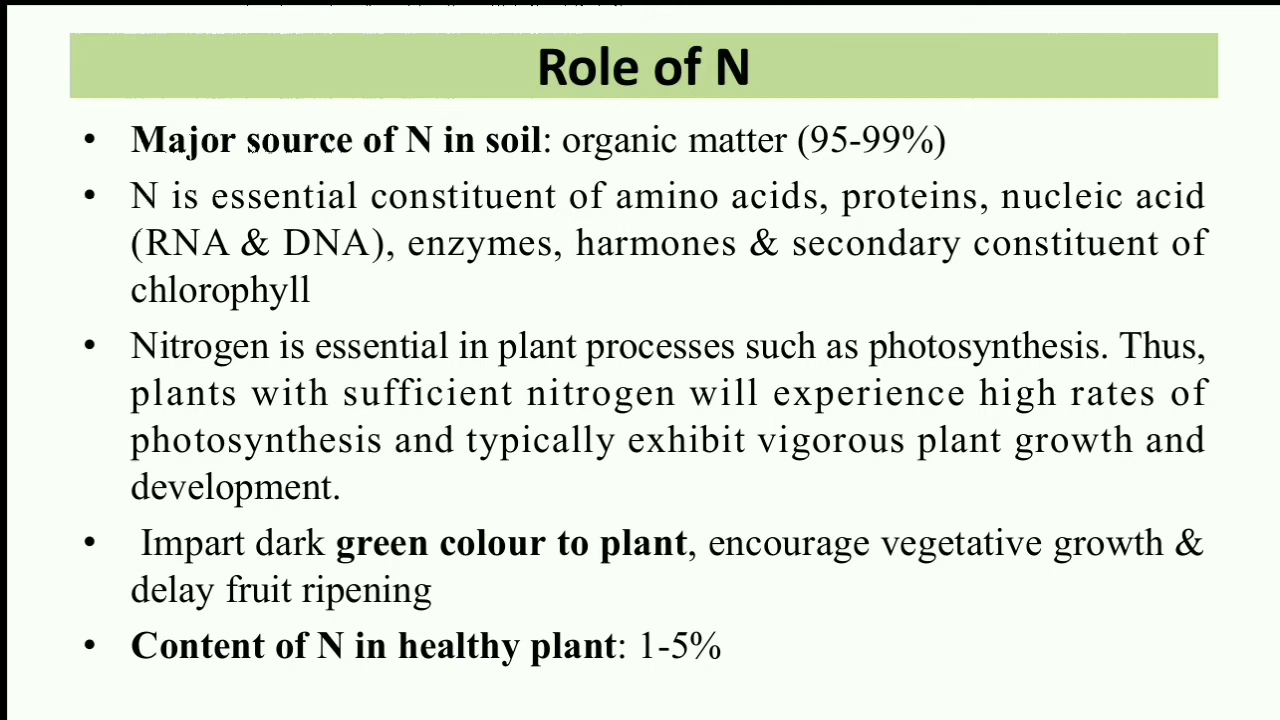 Role of N
• Major source of N in soil: organic matter (95-99%)
• N is essential constituent of amino acids, proteins, nucleic acid
(RNA & DNA), enzymes, harmones & secondary constituent of
chlorophyll
• Nitrogen is essential in plant processes such as photosynthesis. Thus,
plants with sufficient nitrogen will experience high rates of
photosynthesis and typically exhibit vigorous plant growth and
development.
• Impart dark green colour to plant, encourage vegetative growth &
delay fruit ripening
• Content of N in healthy plant: 1-5%